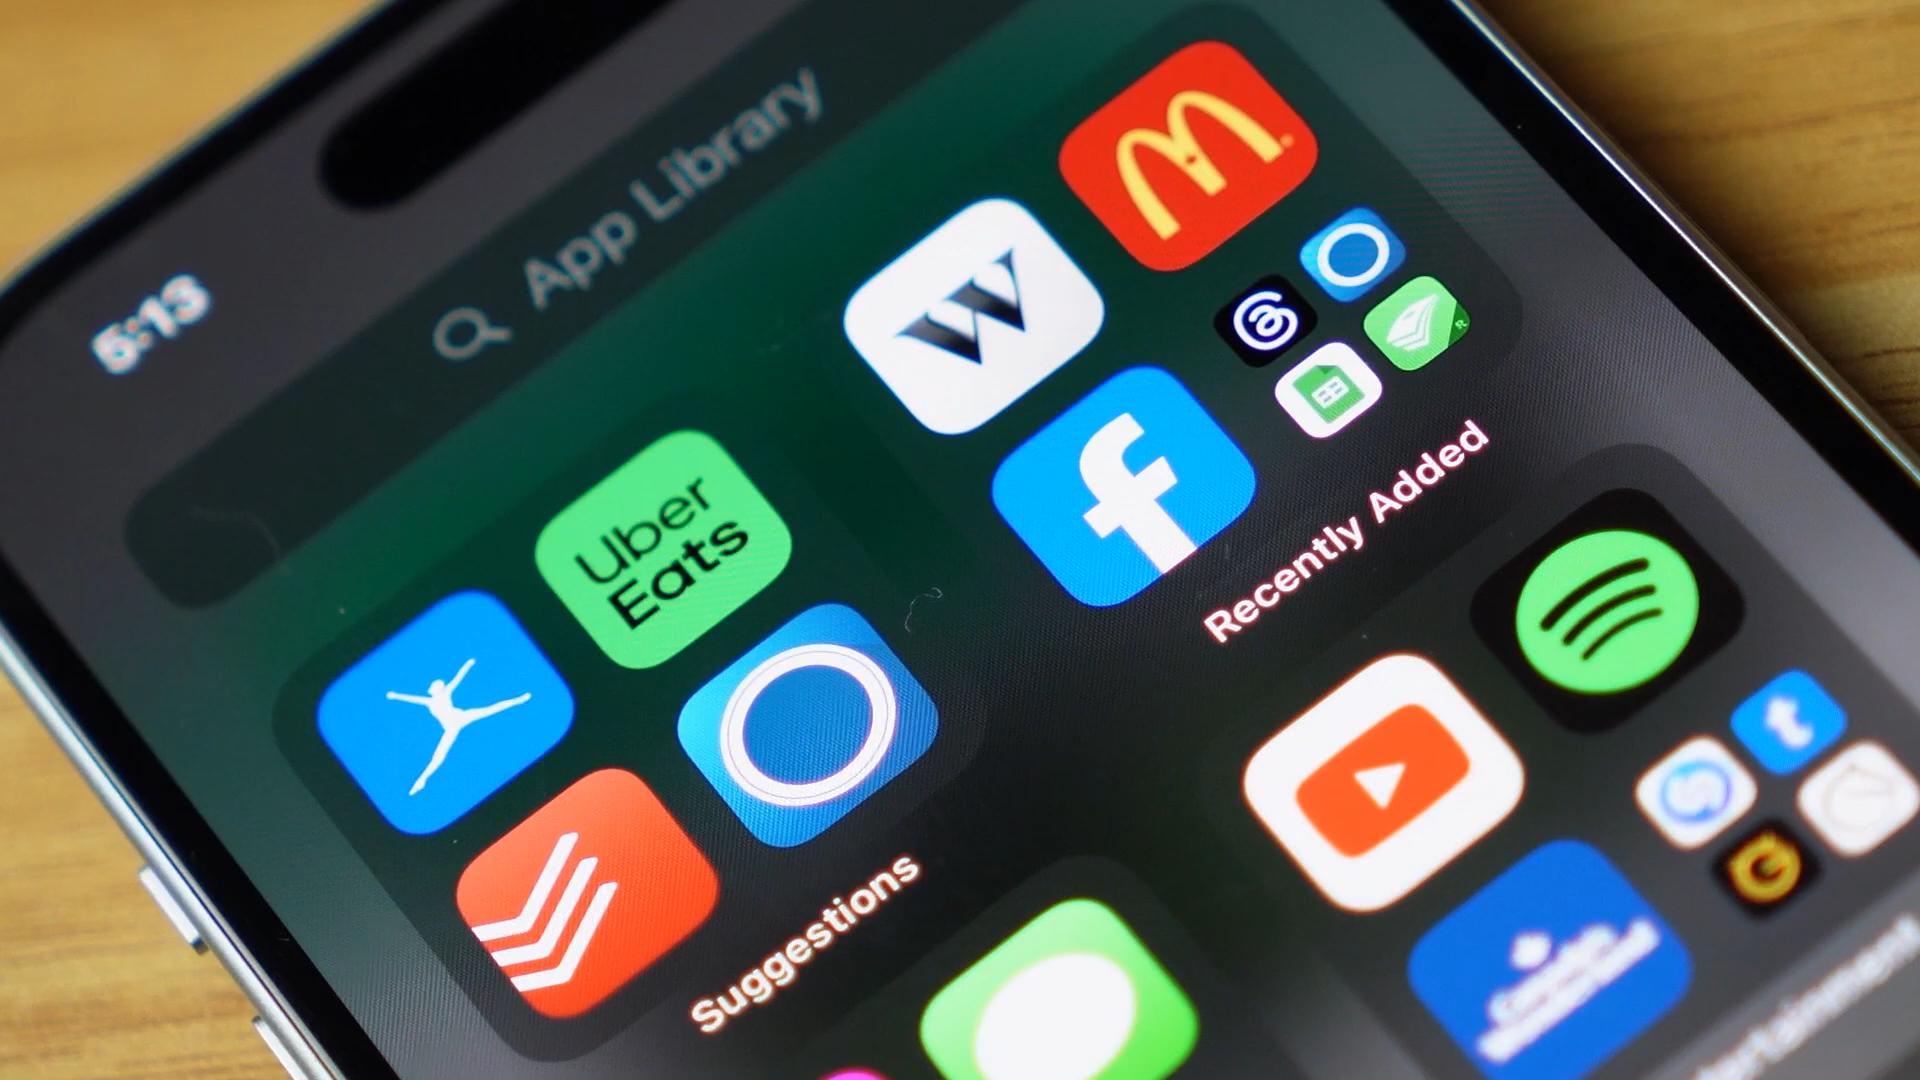 5:13
App Library
Uber
Eats
Suggestions
W
Recently Added